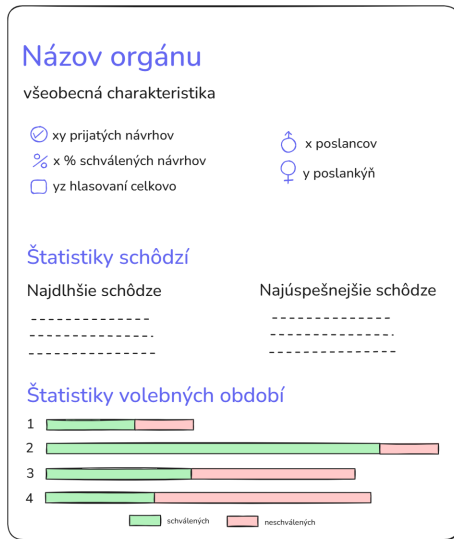 Názov orgánu
všeobecná charakteristika
xy prijatých návrhov
x % schválených návrhov
yz hlasovaní celkovo
x poslancov
y poslankýň
Štatistiky schôdzí
Najdlhšie schôdze
Najúspešnejšie schôdze
Štatistiky volebných období
1
2
3
4
schválených
neschválených